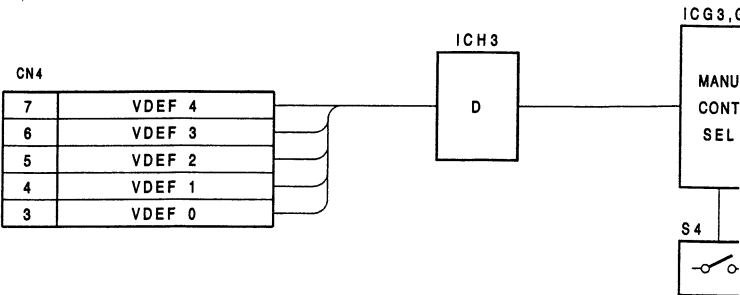 ICG3,
ICH3
CN4
7 VDEF 4
6 VDEF 3
5 VDEF 2
4 VDEF 1
3 VDEF 0
D
MANU
CONT
SEL
S4